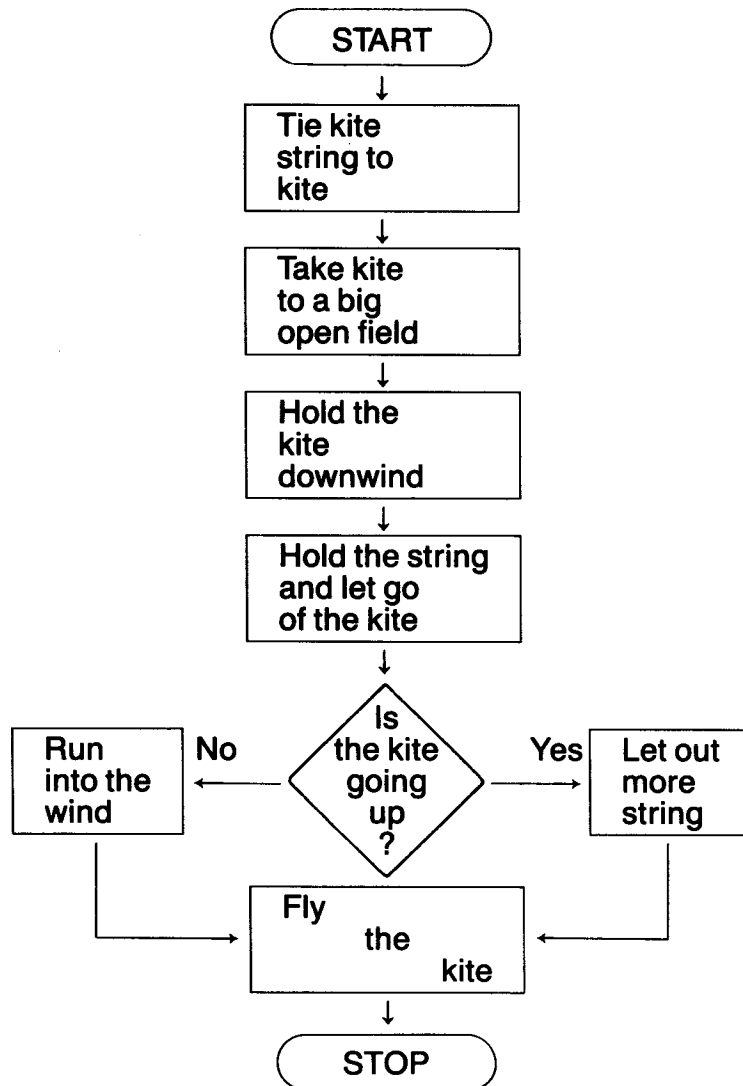 START
Tie kite
string to
kite
Take kite
to a big
open field
Hold the
kite
downwind
Hold the string
and let go
of the kite
Is
the kite
going
up
?
No
Run
into the
wind
Yes
Let out
more
string
Fly
the
kite
STOP